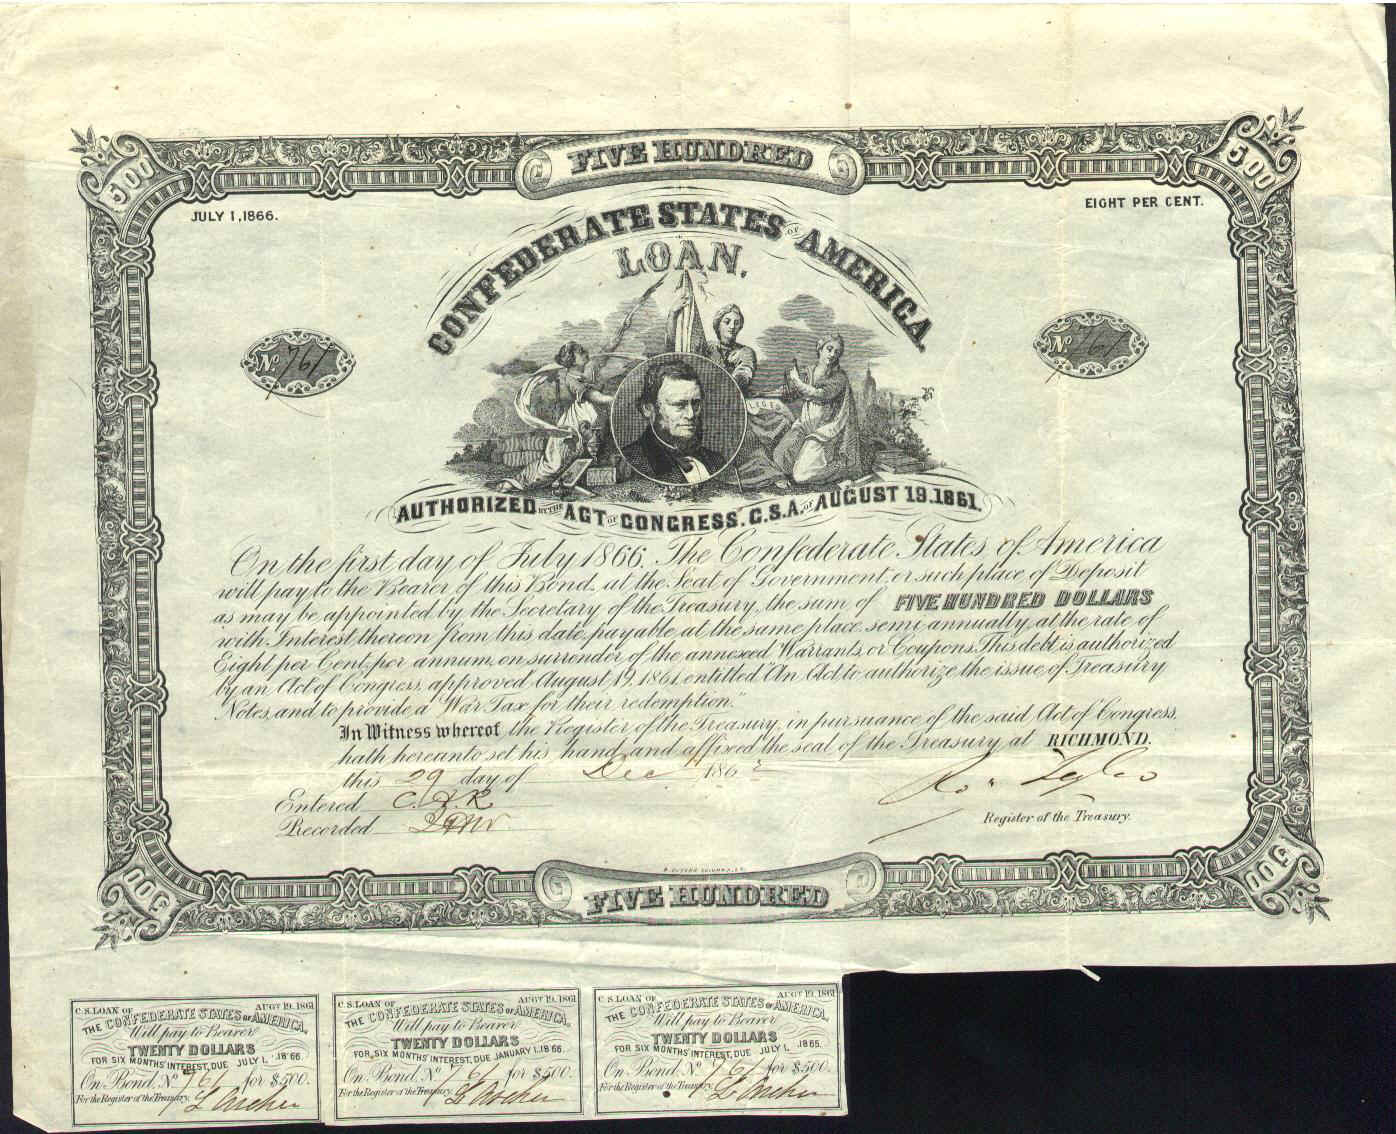 FIVE HUNDRED
500
500
JULY 1, 1866.
EIGHT PER CENT.
CONFEDERATE STATES OF AMERICA
LOAN.
No. 761
No. 761
LEGES
AUTHORIZED BY THE ACT OF CONGRESS. C.S.A. OF AUGUST 19. 1861.
On the first day of July 1866, The Confederate States of America
will pay to the Bearer of this Bond, at the Seat of Government, or such place of Deposit
as may be appointed by the Secretary of the Treasury, the sum of FIVE HUNDRED DOLLARS
with Interest thereon from this date, payable at the same place semi annually, at the rate of
Eight per Cent, per annum, on surrender of the annexed Warrants, or Coupons. This debt is authorized
by an Act of Congress, approved August 19, 1861, entitled "An Act to authorize the issue of Treasury
Notes, and to provide a War Tax for their redemption."
In Witness whereof the Register of the Treasury, in pursuance of the said Act of Congress,
hath hereunto set his hand and affixed the seal of the Treasury, at RICHMOND.
this 29 day of Dec 1862
Entered C.H.R
Recorded
Ro. Tyler
Register of the Treasury.
500
500
FIVE HUNDRED
C.S. LOAN OF AUGT 19. 1861
THE CONFEDERATE STATES OF AMERICA,
Will pay to Bearer
TWENTY DOLLARS
FOR SIX MONTHS' INTEREST, DUE JULY 1. 1866
On Bond No 761 for $500.
For the Register of the Treasury. L Archer
C.S. LOAN OF AUGT 19. 1861
THE CONFEDERATE STATES OF AMERICA,
Will pay to Bearer
TWENTY DOLLARS
FOR SIX MONTHS' INTEREST, DUE JANUARY 1. 1866.
On Bond. No 761 for $500.
For the Register of the Treasury. L Archer
C.S. LOAN OF AUGT 19. 1861
THE CONFEDERATE STATES OF AMERICA,
Will pay to Bearer
TWENTY DOLLARS
FOR SIX MONTHS' INTEREST, DUE JULY 1. 1865.
On Bond. No 761 for $500.
For the Register of the Treasury. L Archer